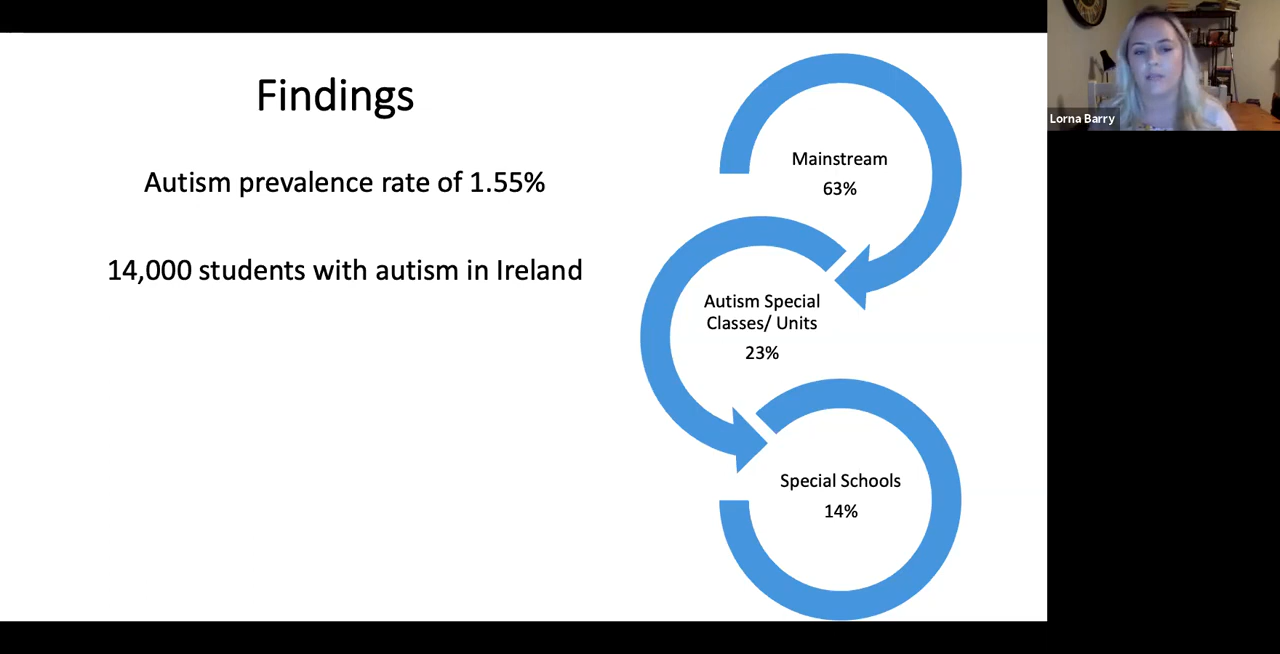 Findings
Autism prevalence rate of 1.55%
14,000 students with autism in Ireland
Mainstream
63%
Autism Special
Classes/ Units
23%
Special Schools
14%
Lorna Barry